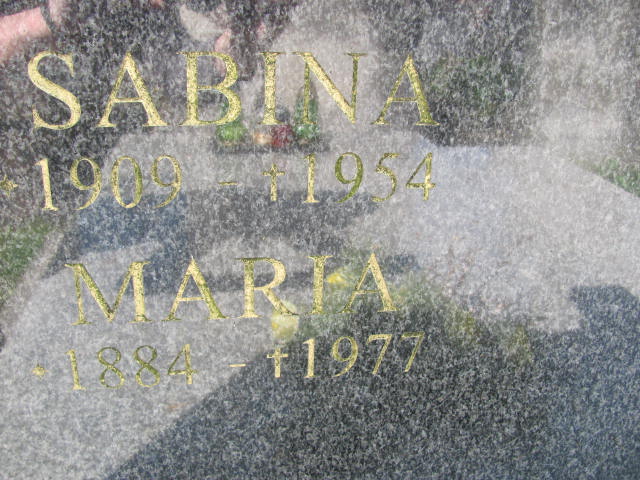 SABINA
* 1909 – †1954
MARIA
* 1884 – †1977